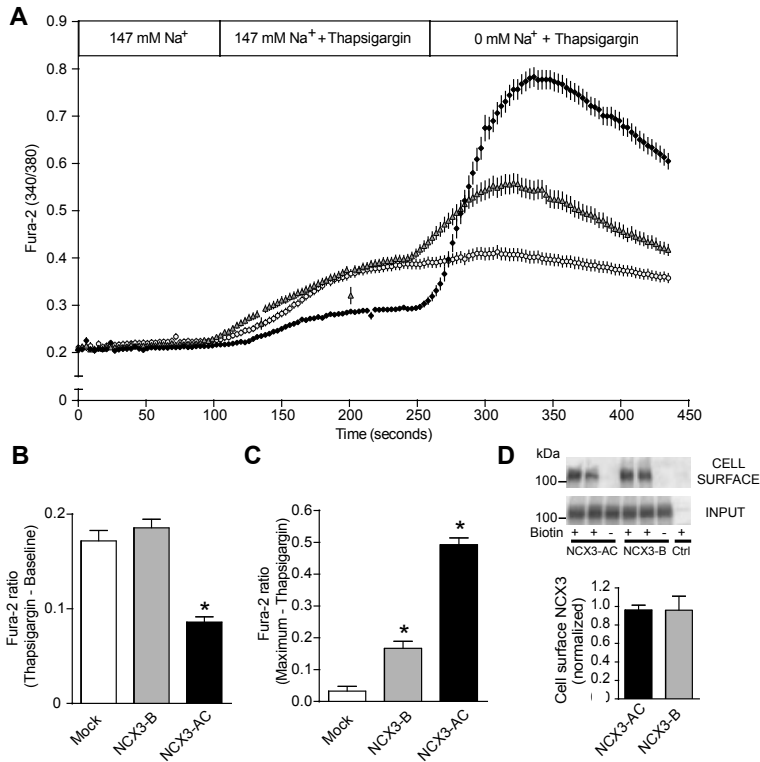 A
147 mM Na+
147 mM Na+ +Thapsigargin
0 mM Na+ + Thapsigargin
Fura-2 (340/380)
0.9
0.8
0.7
0.6
0.5
0.4
0.3
0.2
0
0 50 100 150 200 250 300 350 400 450
Time (seconds)
B
Fura-2 ratio
(Thapsigargin - Baseline)
0.2
0.1
0
*
Mock
NCX3-B
NCX3-AC
C
Fura-2 ratio
(Maximum - Thapsigargin)
0.6
0.5
0.4
0.3
0.2
0.1
0.0
*
*
Mock
NCX3-B
NCX3-AC
D
kDa
100
CELL
SURFACE
100
INPUT
Biotin + + - + + - +
NCX3-AC NCX3-B Ctrl
Cell surface NCX3
(normalized)
1.2
1.0
0.8
0.6
0.4
0.2
NCX3-AC
NCX3-B